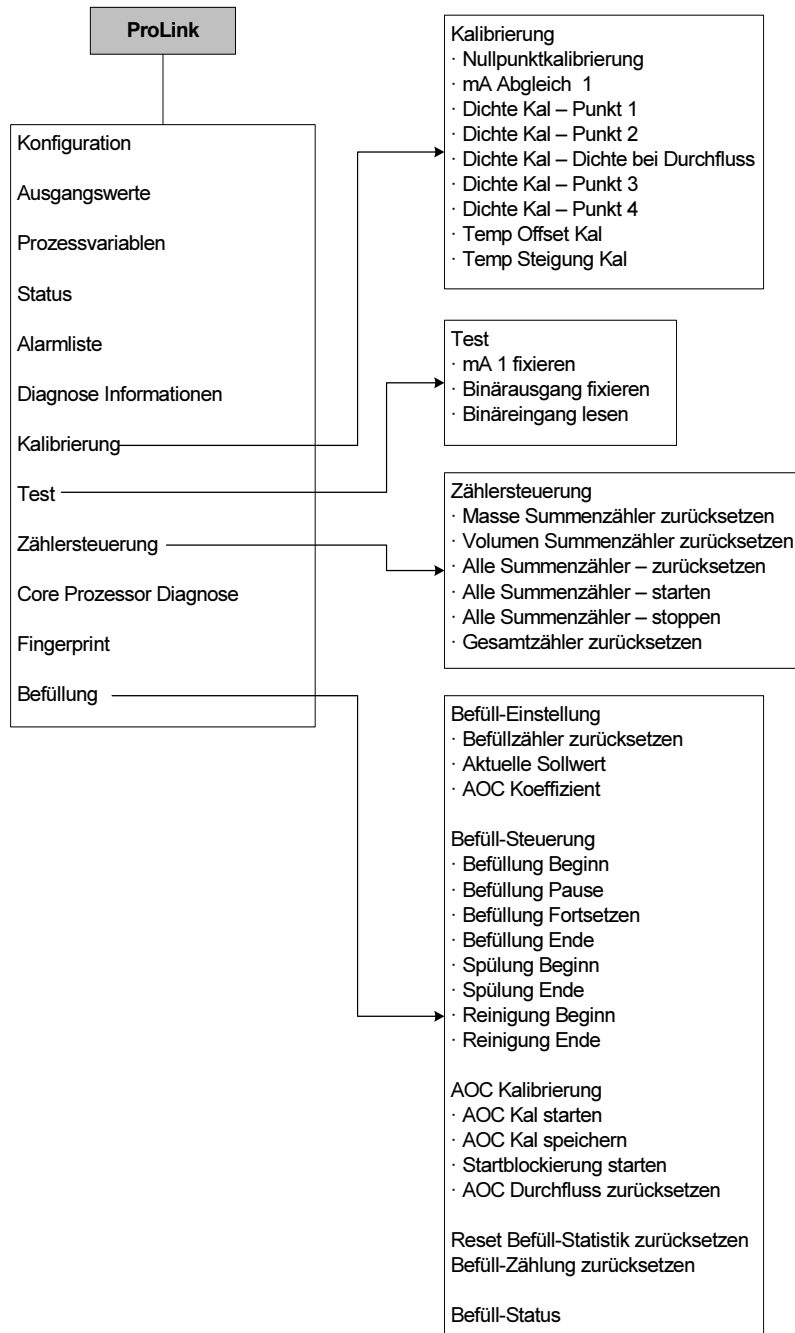 ProLink
Konfiguration
Ausgangswerte
Prozessvariablen
Status
Alarmliste
Diagnose Informationen
Kalibrierung
Test
Zählersteuerung
Core Prozessor Diagnose
Fingerprint
Befüllung
Kalibrierung
· Nullpunktkalibrierung
· mA Abgleich 1
· Dichte Kal – Punkt 1
· Dichte Kal – Punkt 2
· Dichte Kal – Dichte bei Durchfluss
· Dichte Kal – Punkt 3
· Dichte Kal – Punkt 4
· Temp Offset Kal
· Temp Steigung Kal
Test
· mA 1 fixieren
· Binärausgang fixieren
· Binäreingang lesen
Zählersteuerung
· Masse Summenzähler zurücksetzen
· Volumen Summenzähler zurücksetzen
· Alle Summenzähler – zurücksetzen
· Alle Summenzähler – starten
· Alle Summenzähler – stoppen
· Gesamtzähler zurücksetzen
Befüll-Einstellung
· Befüllzähler zurücksetzen
· Aktuelle Sollwert
· AOC Koeffizient
Befüll-Steuerung
· Befüllung Beginn
· Befüllung Pause
· Befüllung Fortsetzen
· Befüllung Ende
· Spülung Beginn
· Spülung Ende
· Reinigung Beginn
· Reinigung Ende
AOC Kalibrierung
· AOC Kal starten
· AOC Kal speichern
· Startblockierung starten
· AOC Durchfluss zurücksetzen
Reset Befüll-Statistik zurücksetzen
Befüll-Zählung zurücksetzen
Befüll-Status